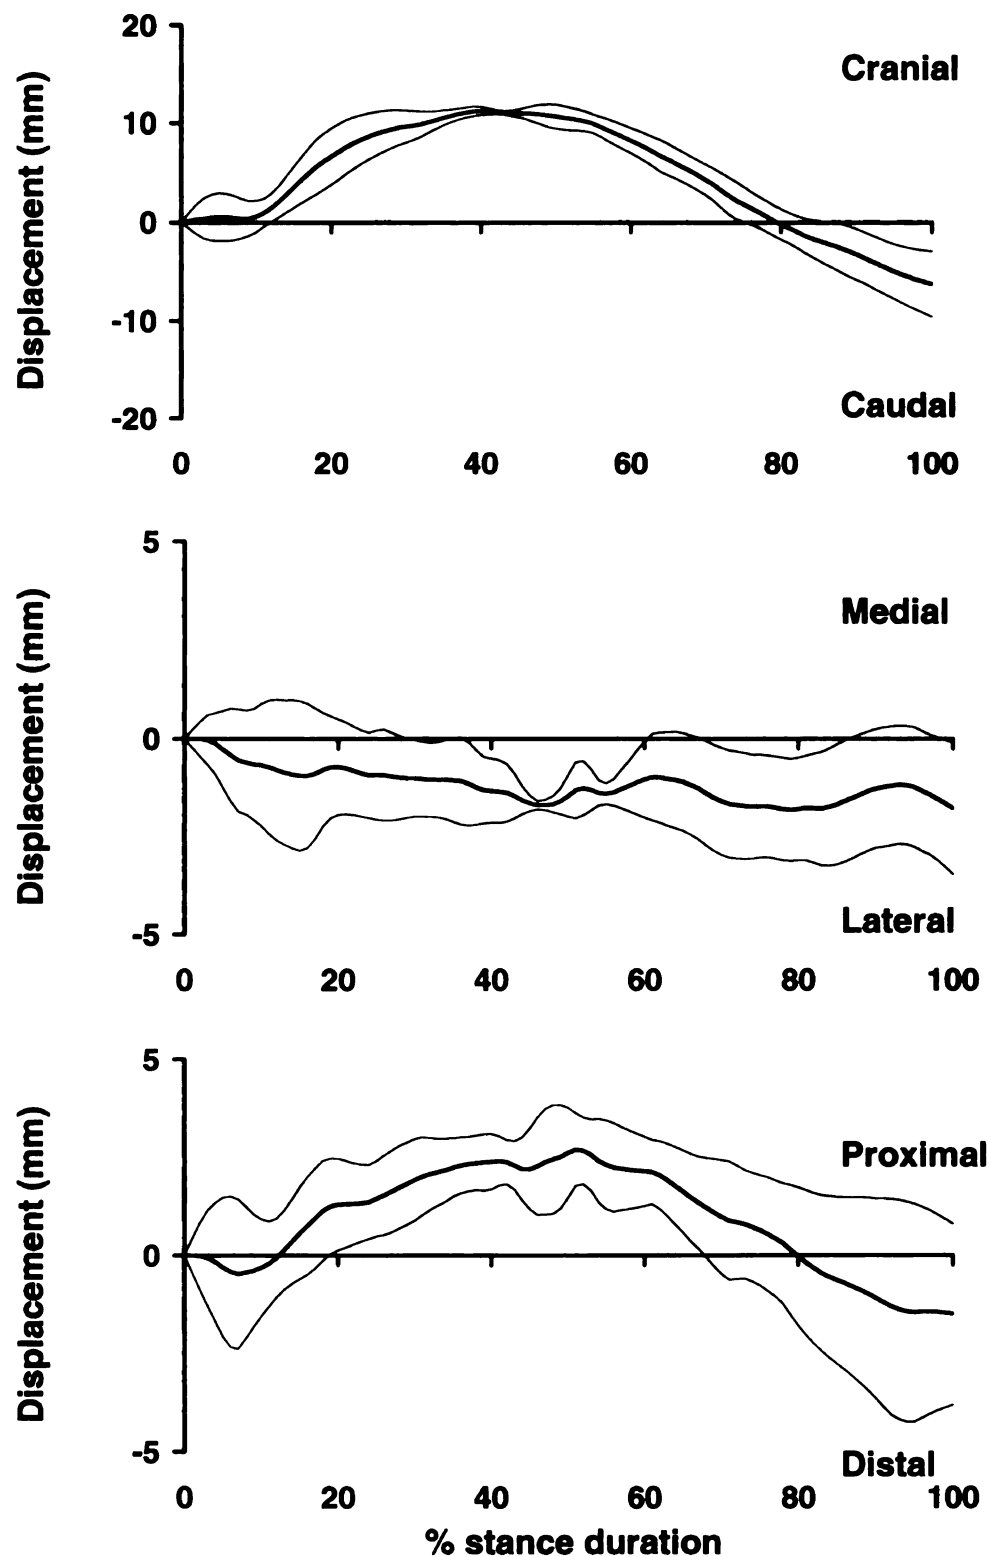 Displacement (mm)
20
10
0
-10
-20
Cranial
Caudal
0 20 40 60 80 100
Displacement (mm)
5
0
-5
Medial
Lateral
0 20 40 60 80 100
Displacement (mm)
5
0
-5
Proximal
Distal
0 20 40 60 80 100
% stance duration